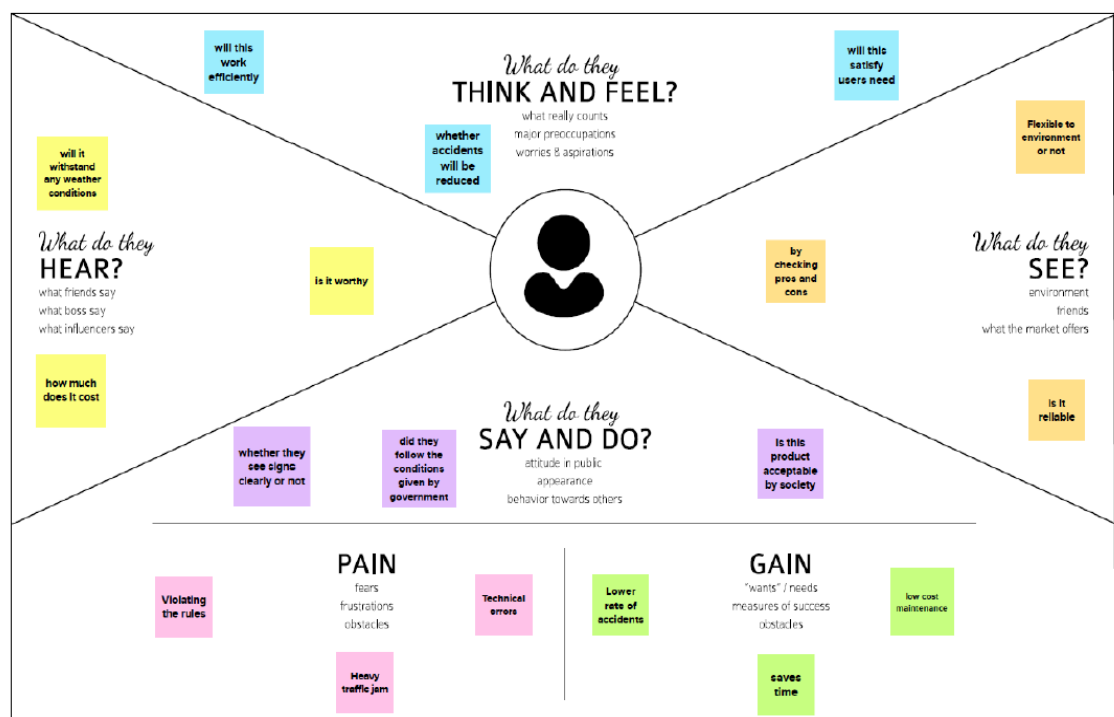 will this
work
efficiently
What do they
THINK AND FEEL?
what really counts
major preoccupations
worries & aspirations
will this
satisfy
users need
whether
accidents
will be
reduced
will it
withstand
any weather
conditions
What do they
HEAR?
what friends say
what boss say
what influencers say
is it worthy
how much
does it cost
Flexible to
environment
or not
by
checking
pros and
cons
What do they
SEE?
environment
friends
what the market offers
is it
reliable
What do they
SAY AND DO?
attitude in public
appearance
behavior towards others
whether they
see signs
clearly or not
did they
follow the
conditions
given by
government
is this
product
acceptable
by society
PAIN
fears
frustrations
obstacles
Violating
the rules
Technical
errors
Heavy
traffic jam
GAIN
"wants" / needs
measures of success
obstacles
Lower
rate of
accidents
low cost
maintenance
saves
time